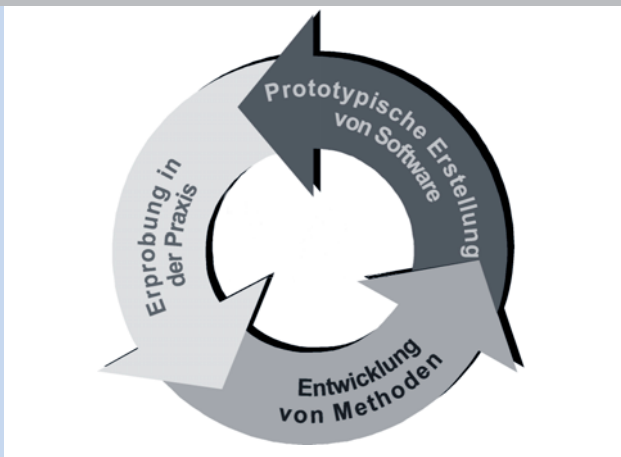 Prototypische Erstellung
von Software
Erprobung in
der Praxis
Entwicklung
von Methoden